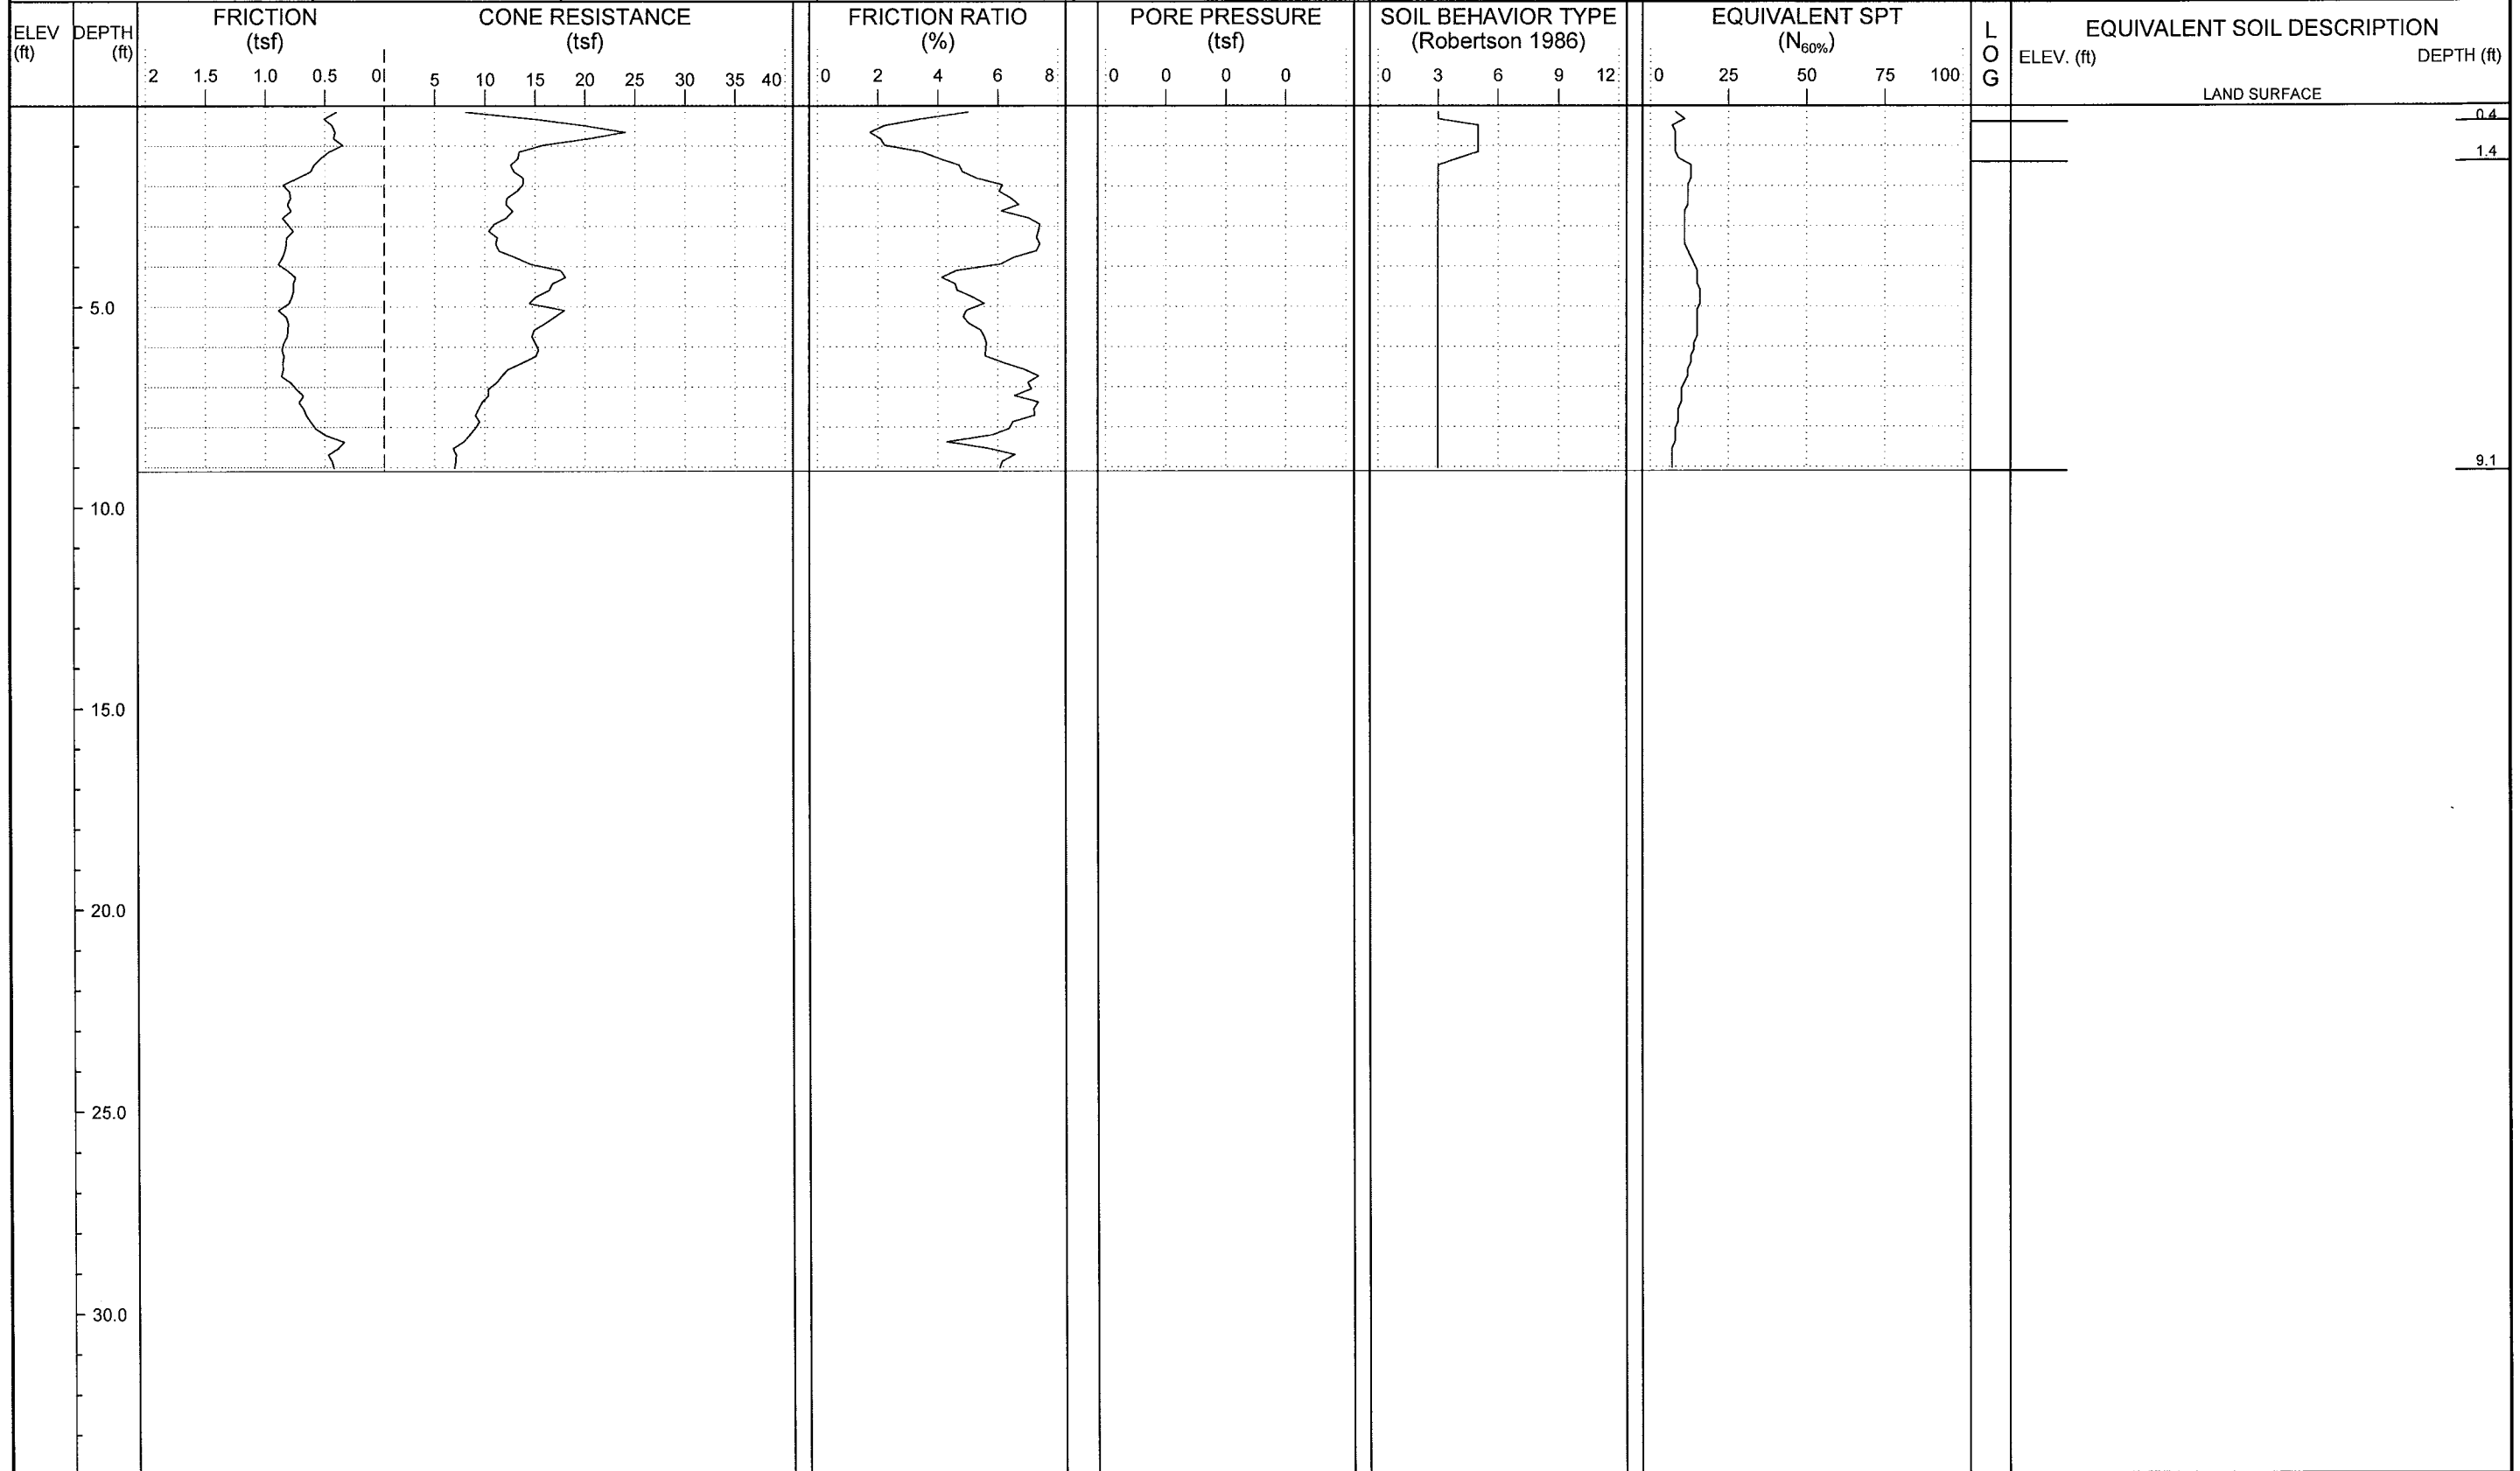 ELEV
(ft)
DEPTH
(ft)
FRICTION
(tsf)
2 1.5 1.0 0.5 0
CONE RESISTANCE
(tsf)
5 10 15 20 25 30 35 40
FRICTION RATIO
(%)
0 2 4 6 8
PORE PRESSURE
(tsf)
0 0 0 0
SOIL BEHAVIOR TYPE
(Robertson 1986)
0 3 6 9 12
EQUIVALENT SPT
(N60%)
0 25 50 75 100
L
O
G
EQUIVALENT SOIL DESCRIPTION
ELEV. (ft) DEPTH (ft)
LAND SURFACE
0.4
1.4
5.0
9.1
10.0
15.0
20.0
25.0
30.0